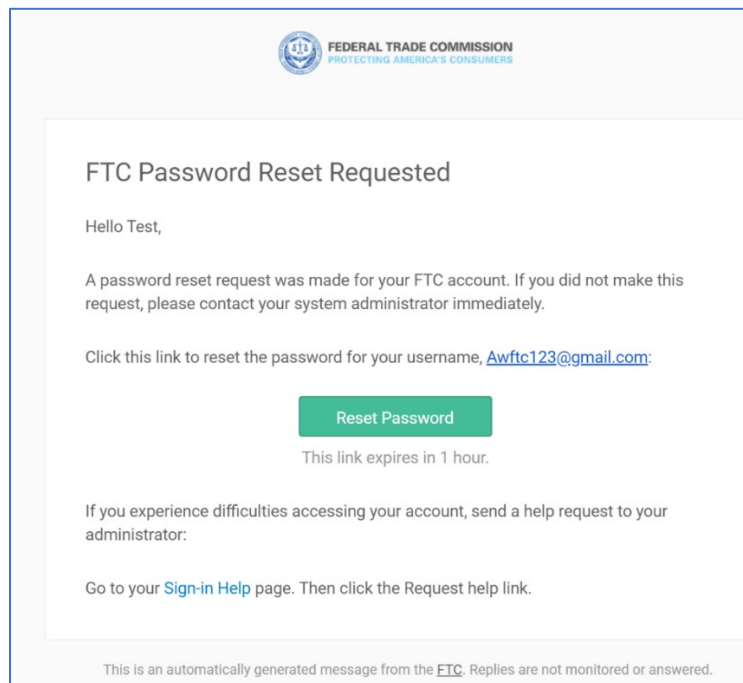 FEDERAL TRADE COMMISSION
PROTECTING AMERICA'S CONSUMERS
FTC Password Reset Requested
Hello Test,
A password reset request was made for your FTC account. If you did not make this
request, please contact your system administrator immediately.
Click this link to reset the password for your username, Awftc123@gmail.com:
Reset Password
This link expires in 1 hour.
If you experience difficulties accessing your account, send a help request to your
administrator:
Go to your Sign-in Help page. Then click the Request help link.
This is an automatically generated message from the FTC. Replies are not monitored or answered.